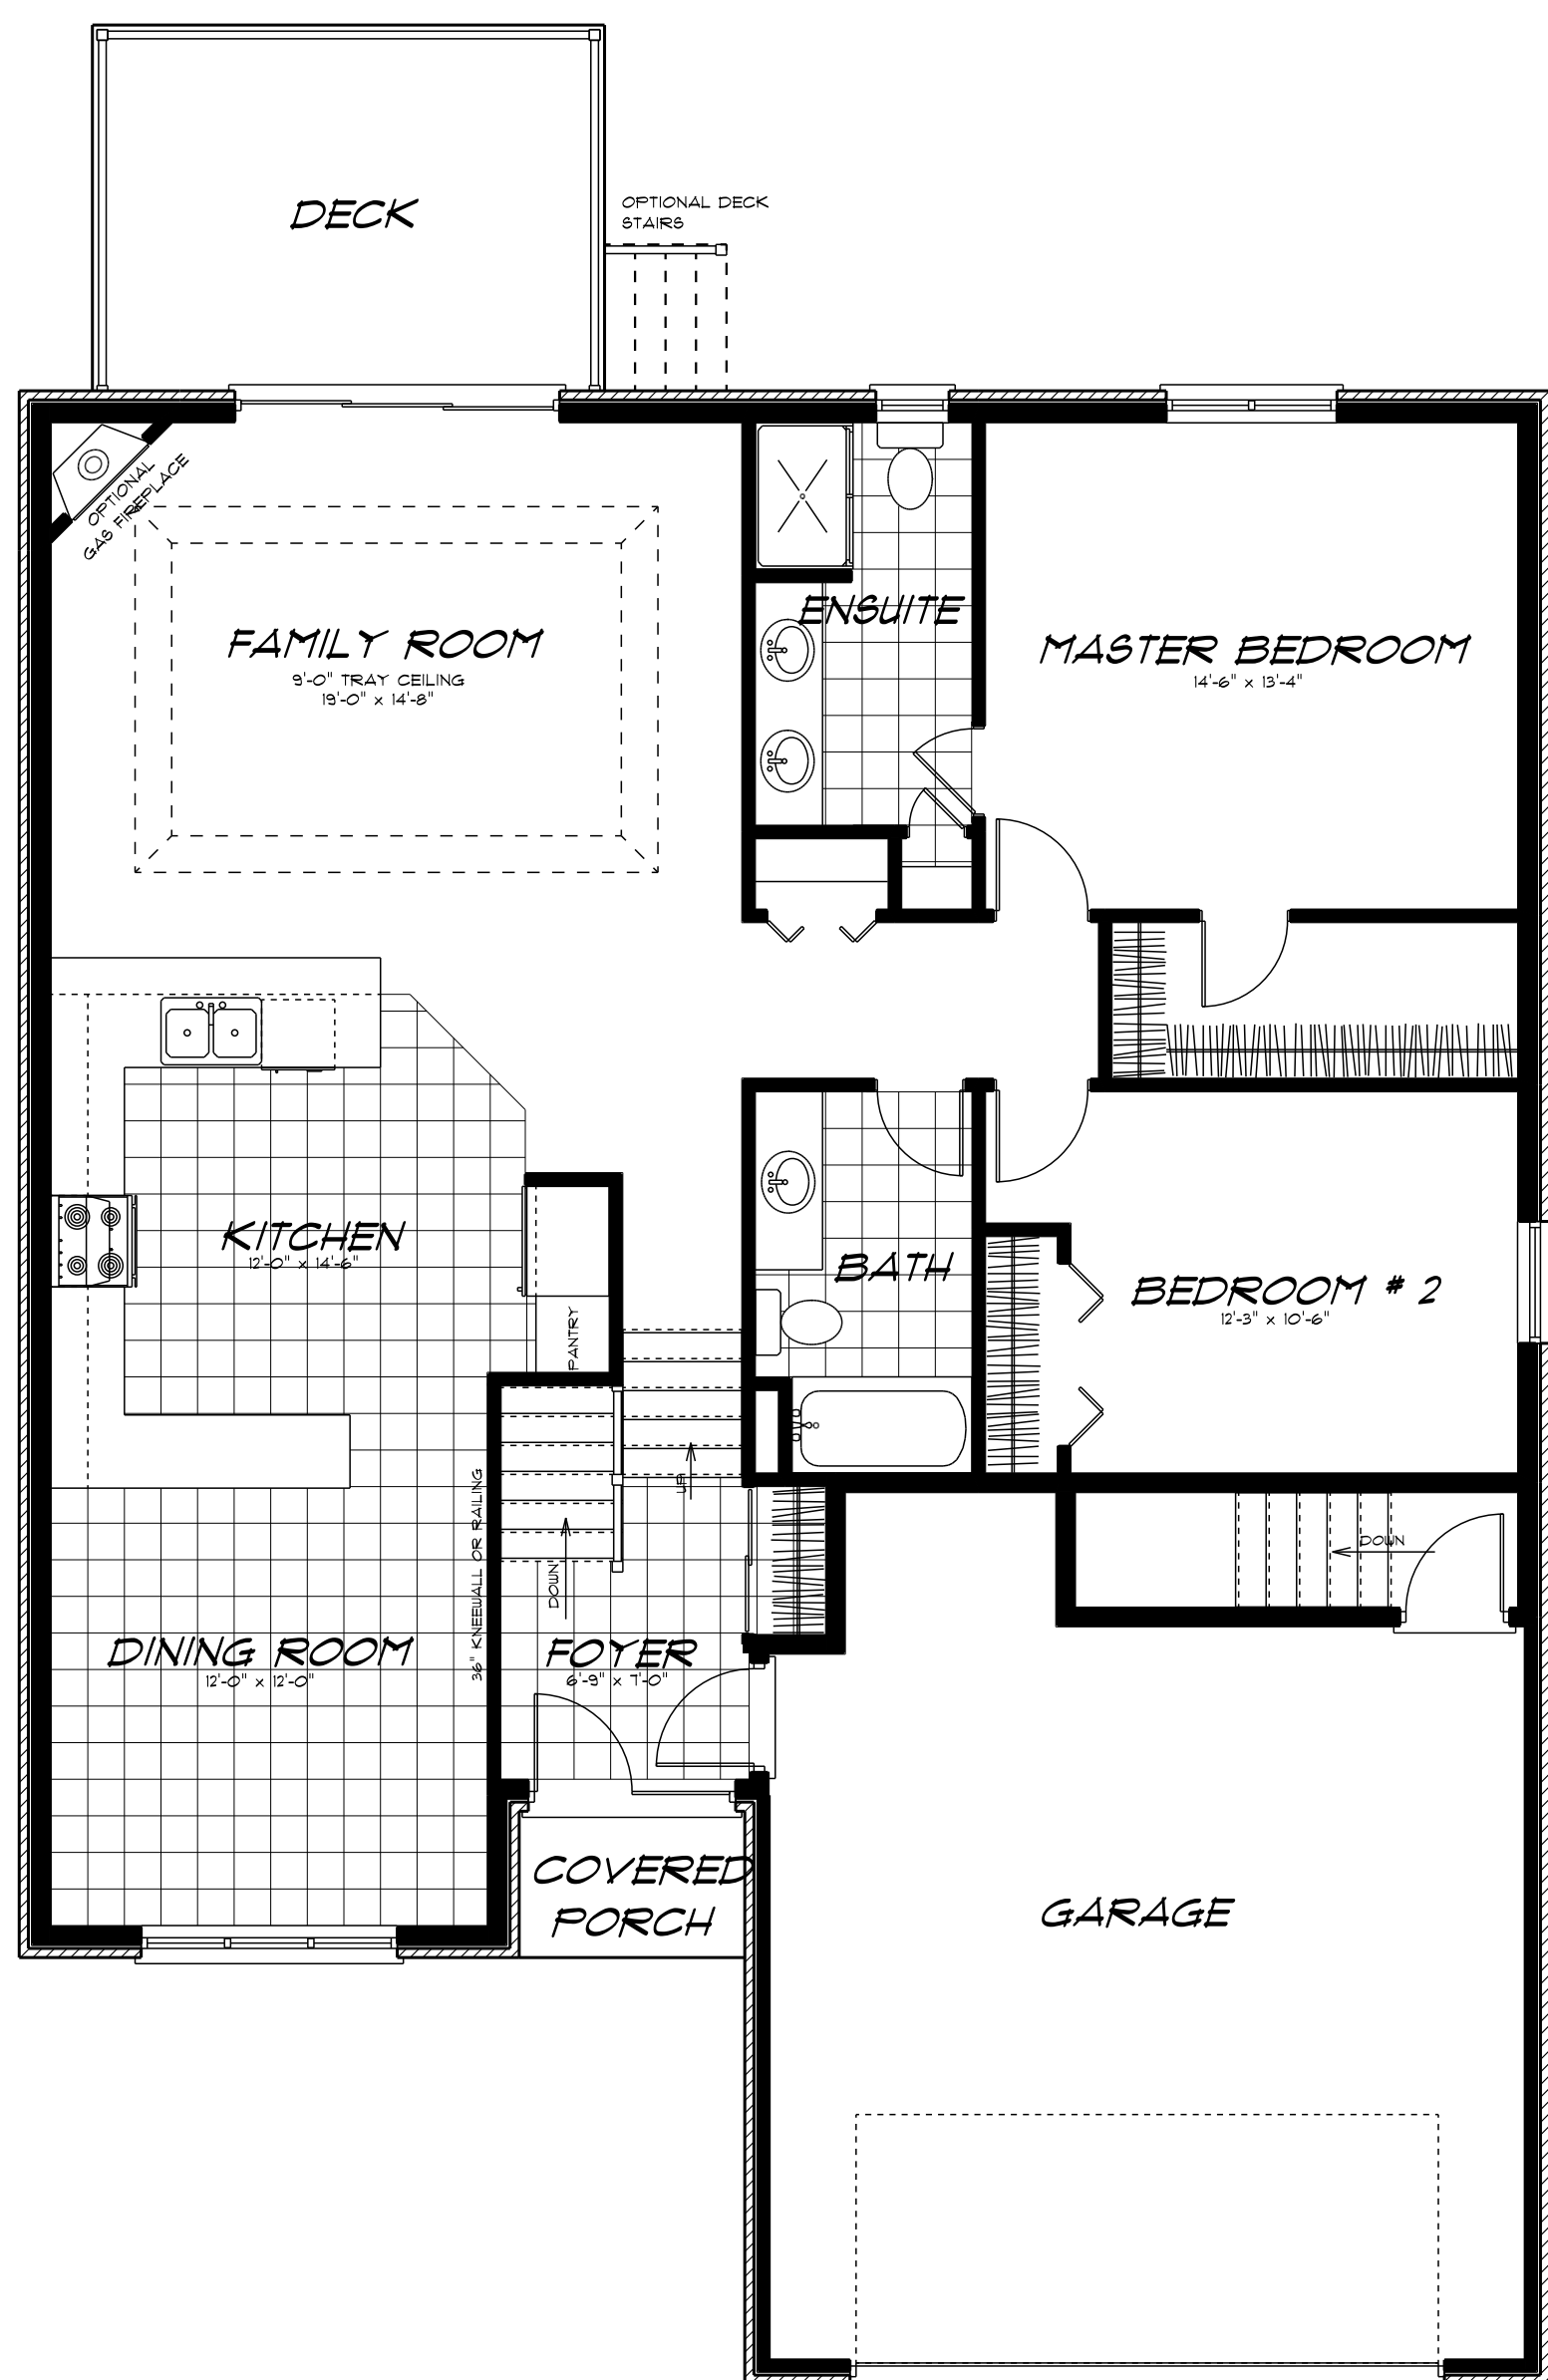 DECK
OPTIONAL DECK
STAIRS
OPTIONAL
GAS FIREPLACE
FAMILY ROOM
9'-0" TRAY CEILING
19'-0" x 14'-8"
ENSUITE
MASTER BEDROOM
14'-6" x 13'-4"
KITCHEN
12'-0" x 14'-6"
PANTRY
BATH
BEDROOM # 2
12'-3" x 10'-6"
UP
DOWN
36" KNEEWALL OR RAILING
DOWN
DINING ROOM
12'-0" x 12'-0"
FOYER
6'-9" x 7'-0"
COVERED
PORCH
GARAGE